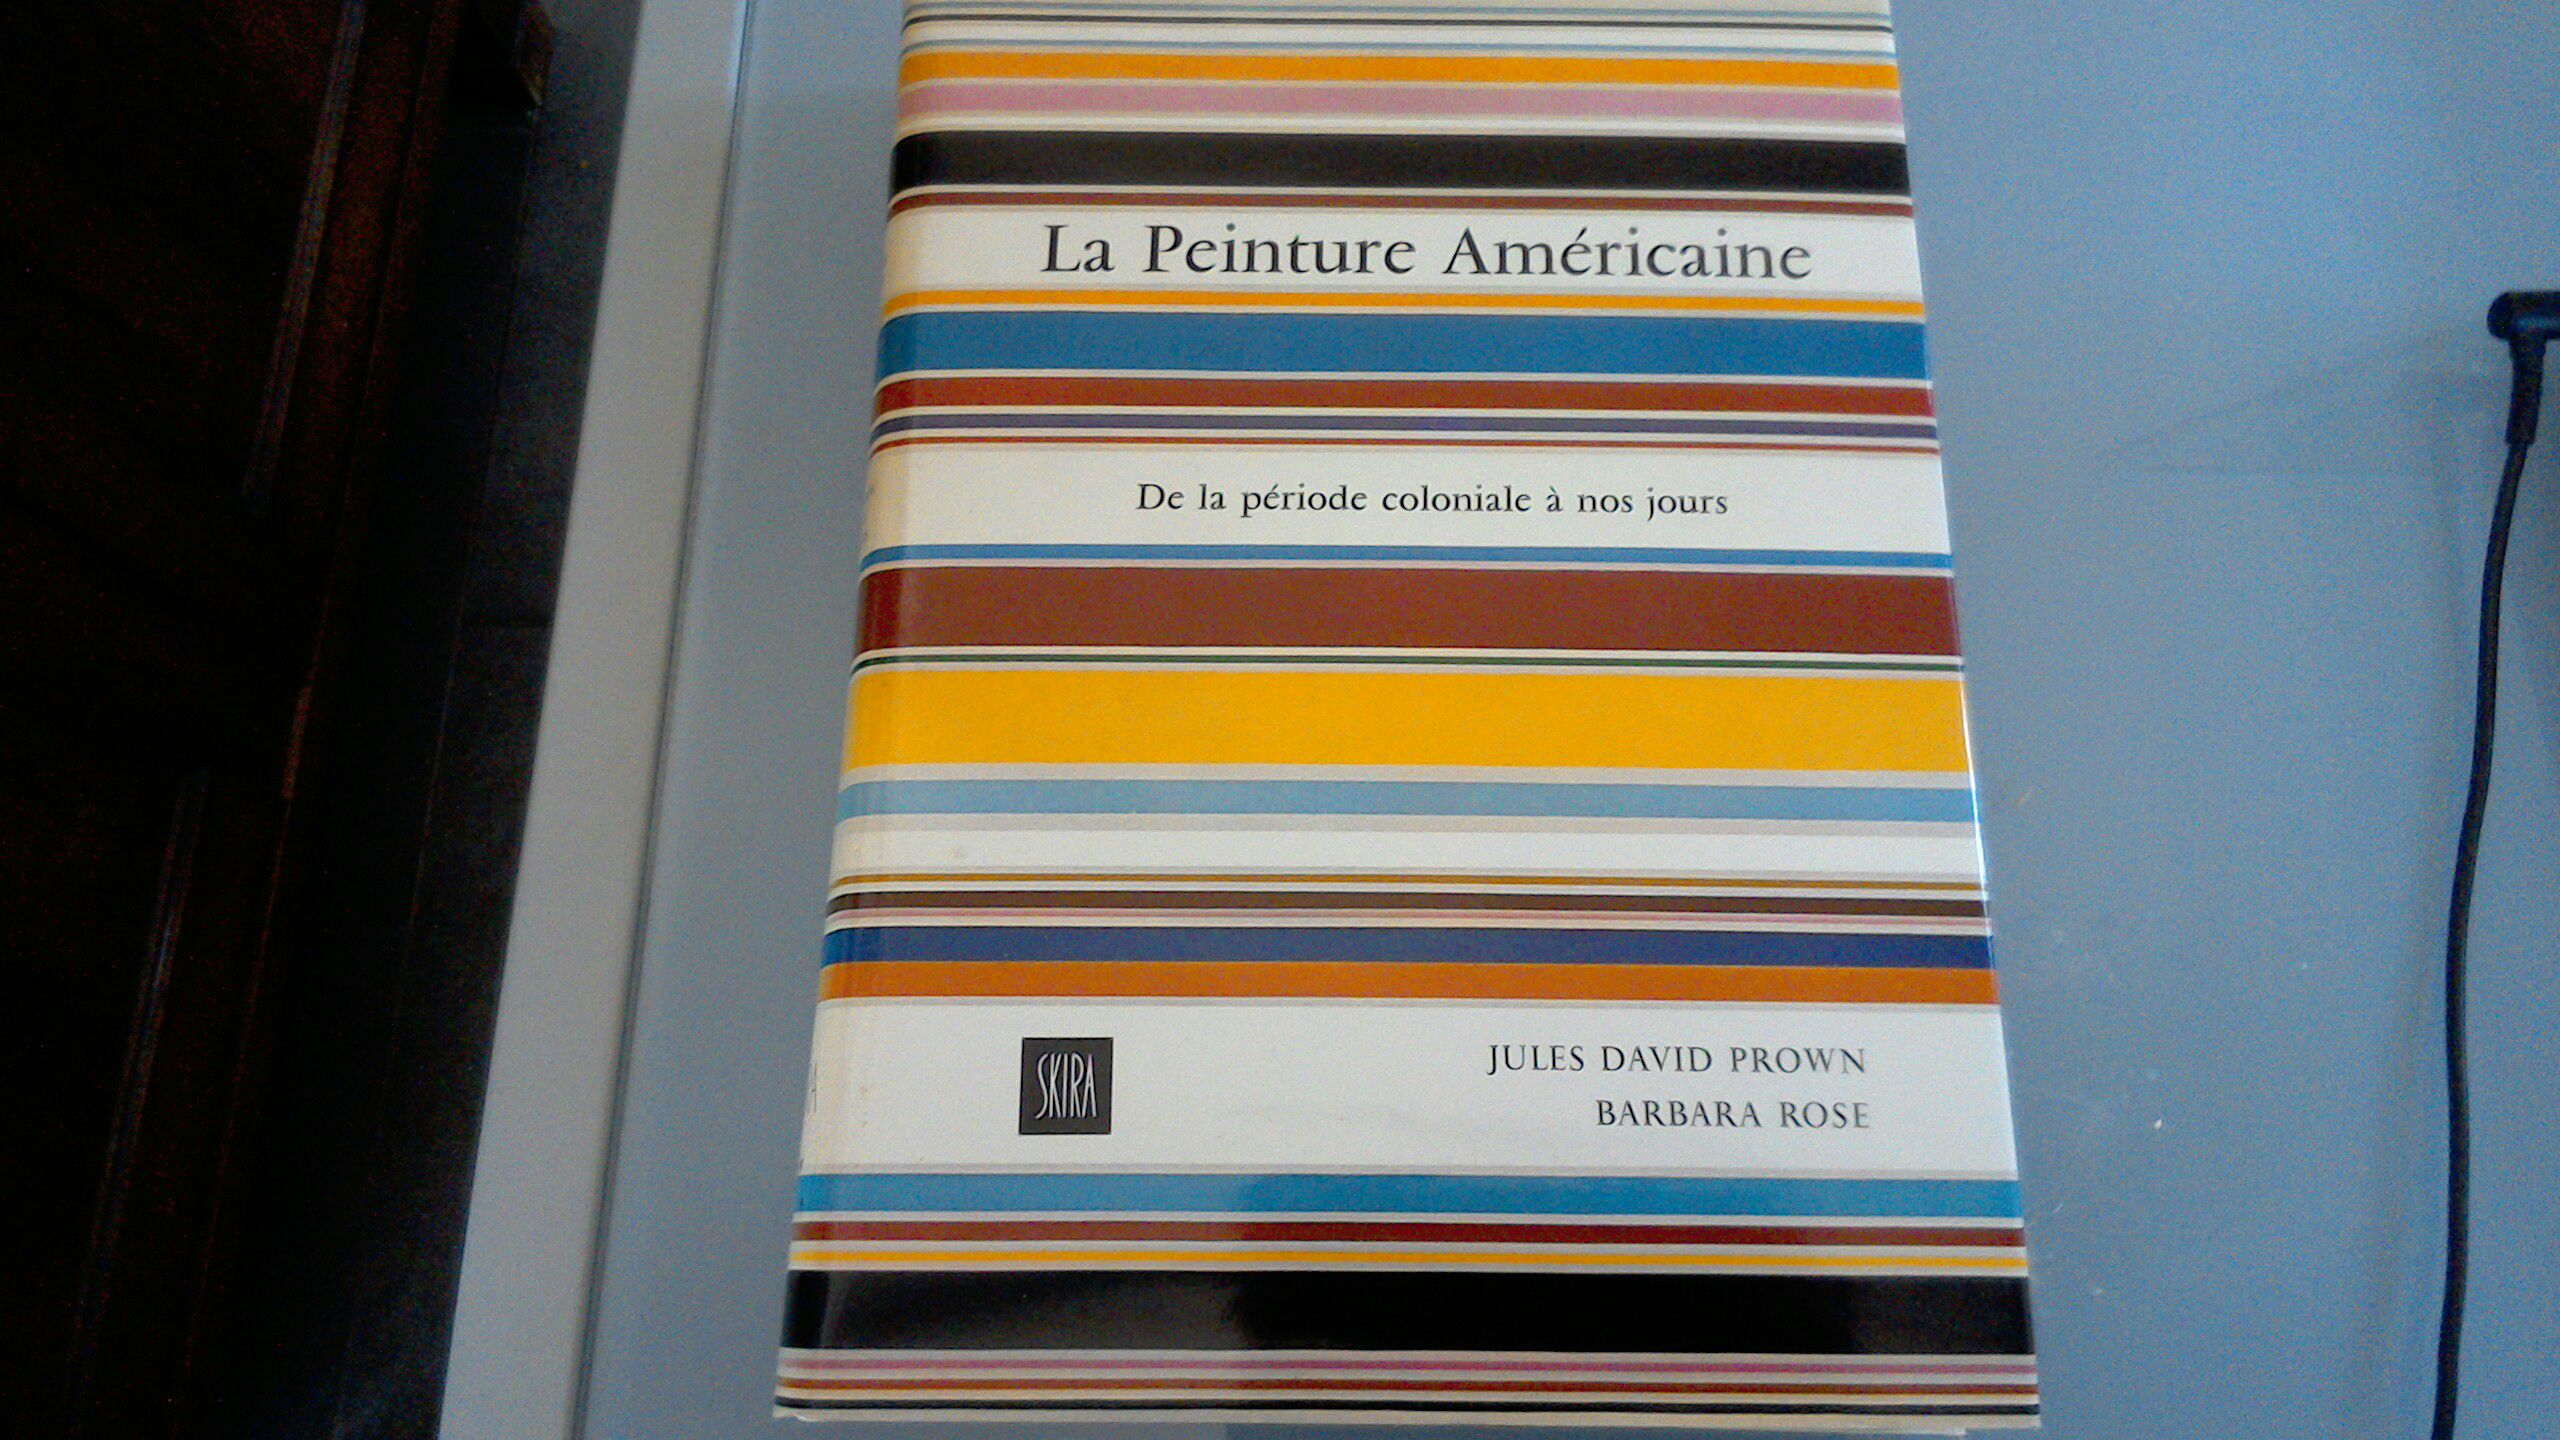 La Peinture Américaine
De la période coloniale à nos jours
SKIRA
JULES DAVID PROWN
BARBARA ROSE